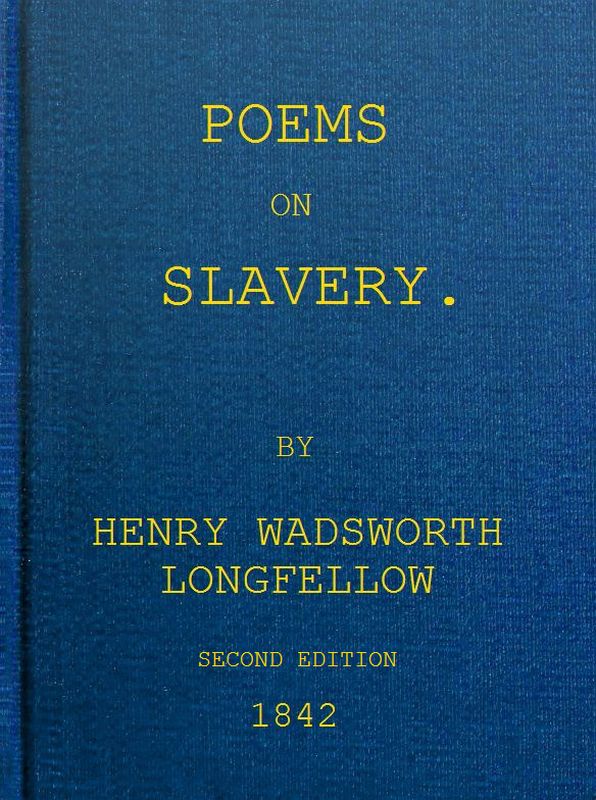 POEMS
ON
SLAVERY.
BY
HENRY WADSWORTH
LONGFELLOW
SECOND EDITION
1842